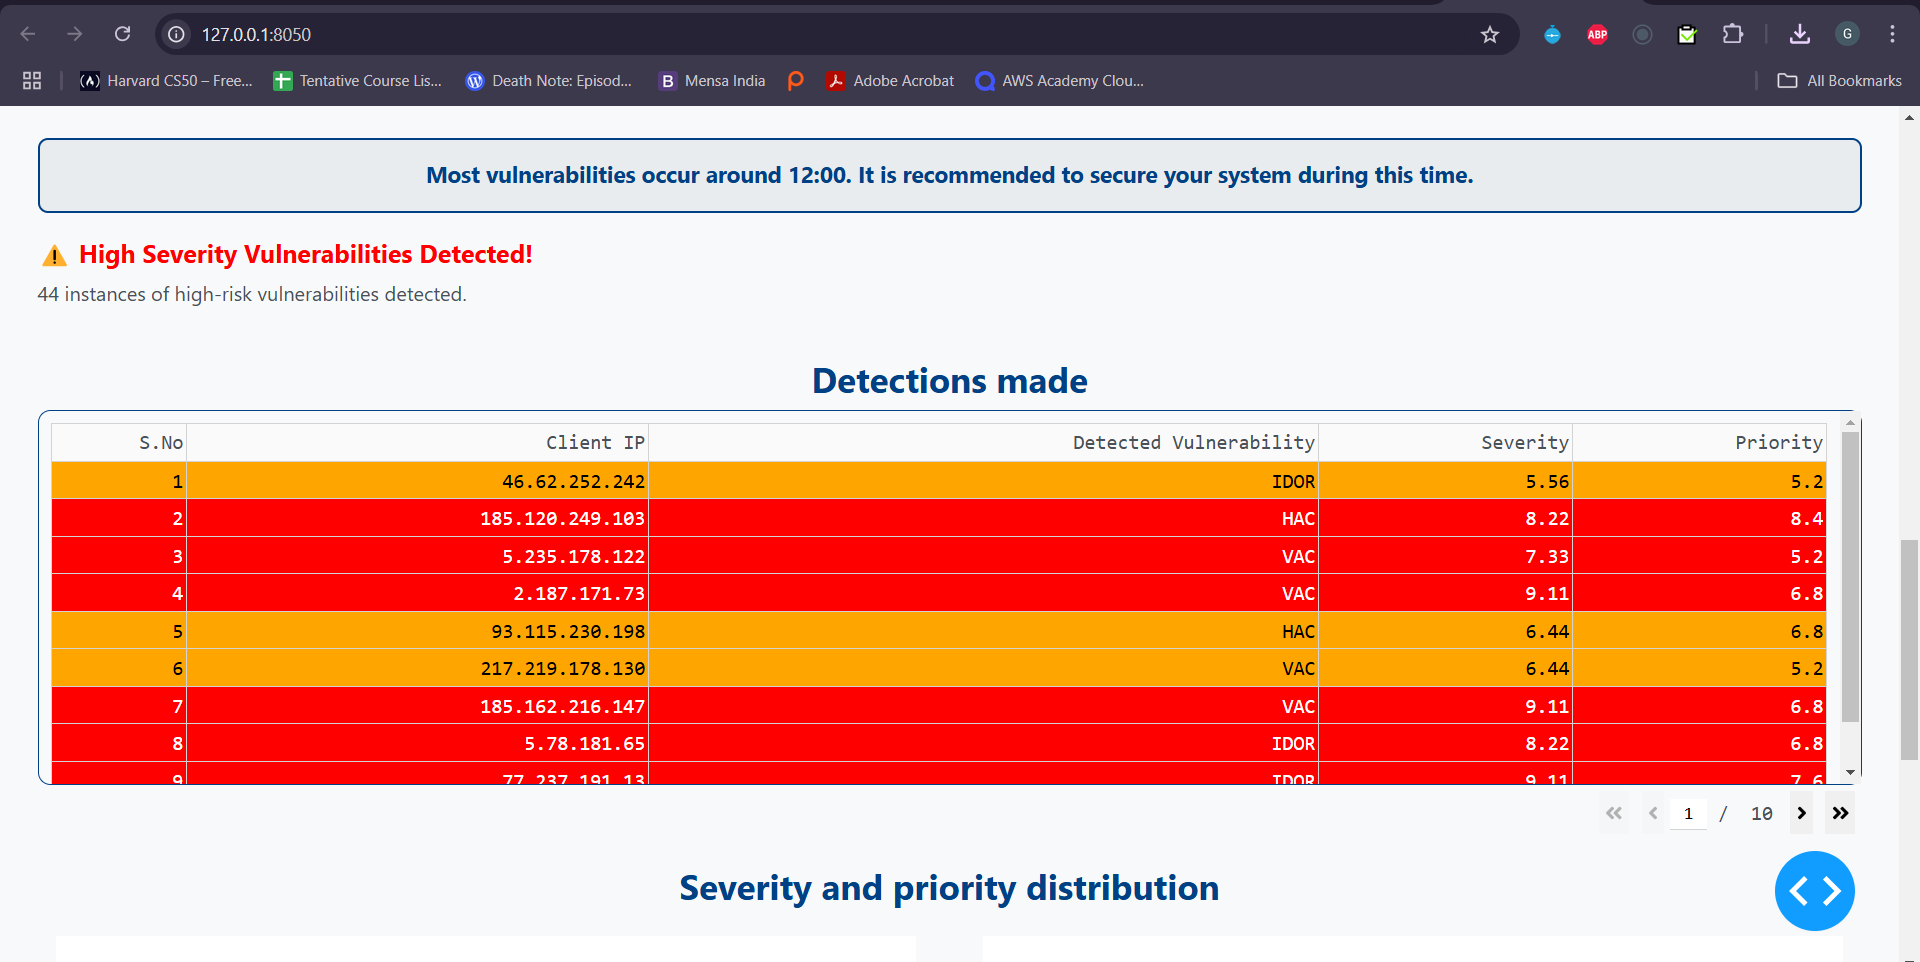 127.0.0.1:8050
ABP
G
Harvard CS50 – Free... Tentative Course Lis... Death Note: Episod... B Mensa India Adobe Acrobat AWS Academy Clou... All Bookmarks
Most vulnerabilities occur around 12:00. It is recommended to secure your system during this time.
High Severity Vulnerabilities Detected!
44 instances of high-risk vulnerabilities detected.
Detections made
S.No Client IP Detected Vulnerability Severity Priority
1 46.62.252.242 IDOR 5.56 5.2
2 185.120.249.103 HAC 8.22 8.4
3 5.235.178.122 VAC 7.33 5.2
4 2.187.171.73 VAC 9.11 6.8
5 93.115.230.198 HAC 6.44 6.8
6 217.219.178.130 VAC 6.44 5.2
7 185.162.216.147 VAC 9.11 6.8
8 5.78.181.65 IDOR 8.22 6.8
9 77.237.191.13 IDOR 9.11 7.6
1 / 10
Severity and priority distribution